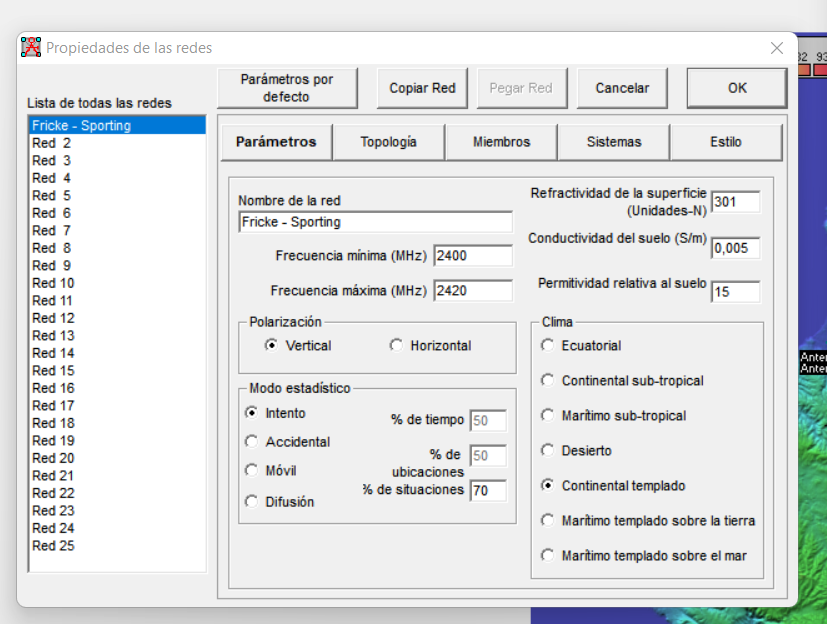 Propiedades de las redes
Parámetros por
defecto
Copiar Red
Pegar Red
Cancelar
OK
Lista de todas las redes
Fricke - Sporting
Red 2
Red 3
Red 4
Red 5
Red 6
Red 7
Red 8
Red 9
Red 10
Red 11
Red 12
Red 13
Red 14
Red 15
Red 16
Red 17
Red 18
Red 19
Red 20
Red 21
Red 22
Red 23
Red 24
Red 25
Parámetros
Topología
Miembros
Sistemas
Estilo
Nombre de la red
Fricke - Sporting
Frecuencia mínima (MHz) 2400
Frecuencia máxima (MHz) 2420
Refractividad de la superficie
(Unidades-N) 301
Conductividad del suelo (S/m) 0,005
Permitividad relativa al suelo 15
Polarización
Vertical
Horizontal
Modo estadístico
Intento
Accidental
Móvil
Difusión
% de tiempo 50
% de
ubicaciones 50
% de situaciones 70
Clima
Ecuatorial
Continental sub-tropical
Marítimo sub-tropical
Desierto
Continental templado
Marítimo templado sobre la tierra
Marítimo templado sobre el mar
Anter
Anter